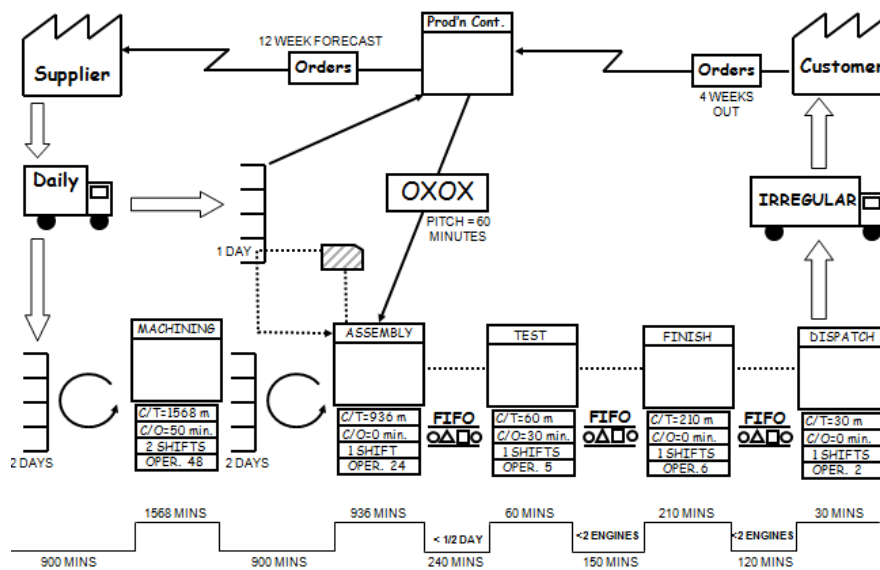 Prod'n Cont.
12 WEEK FORECAST
Orders
Supplier
Orders
4 WEEKS
OUT
Customer
Daily
OXOX
PITCH = 60
MINUTES
IRREGULAR
1 DAY
MACHINING
ASSEMBLY
TEST
FINISH
DISPATCH
C/T=1568 m
C/O=50 min.
2 SHIFTS
OPER. 48
C/T=936 m
C/O=0 min.
1 SHIFT
OPER. 24
FIFO
C/T=60 m
C/O=30 min.
1 SHIFTS
OPER. 5
FIFO
C/T=210 m
C/O=0 min.
1 SHIFTS
OPER.6
FIFO
C/T=30 m
C/O=0 min.
1 SHIFTS
OPER. 2
2 DAYS
2 DAYS
1568 MINS
936 MINS
60 MINS
210 MINS
30 MINS
< 1/2 DAY
<2 ENGINES
<2 ENGINES
900 MINS
900 MINS
240 MINS
150 MINS
120 MINS